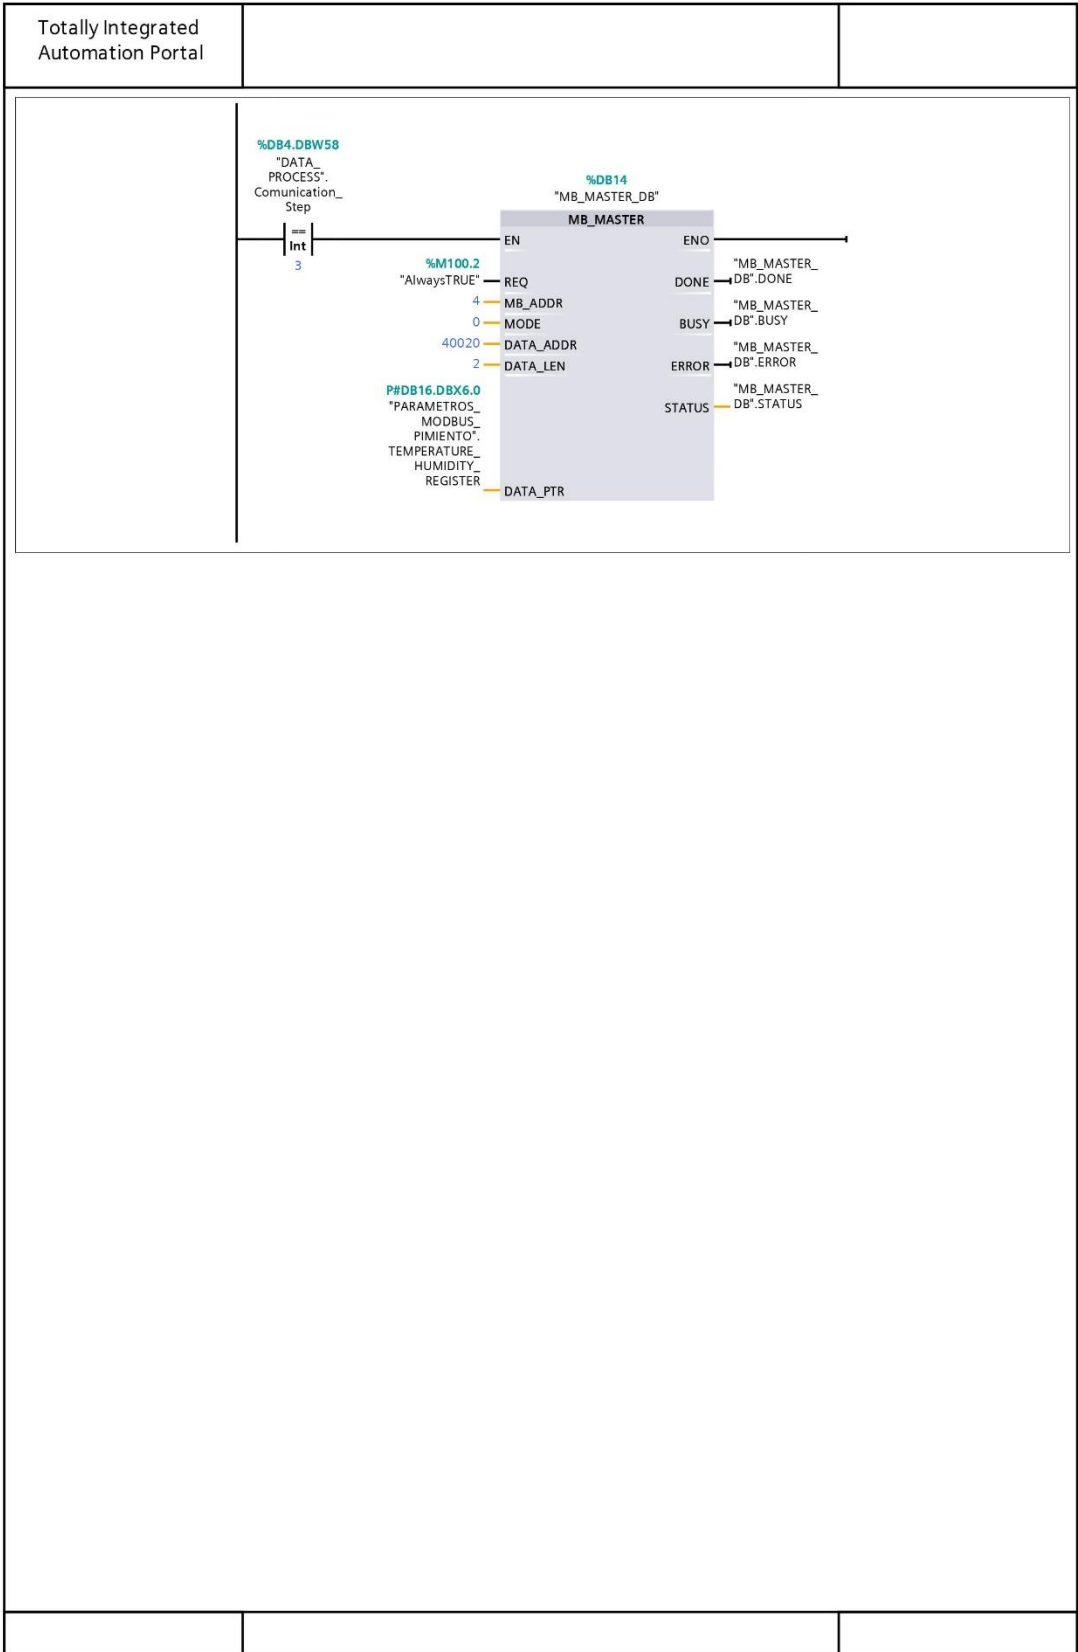 Totally Integrated
Automation Portal
%DB4.DBW58
"DATA_
PROCESS".
Comunication_
Step
==
Int
3
%DB14
"MB_MASTER_DB"
MB_MASTER
EN
ENO
%M100.2
"AlwaysTRUE"
REQ
4
MB_ADDR
0
MODE
40020
DATA_ADDR
2
DATA_LEN
P#DB16.DBX6.0
"PARAMETROS_
MODBUS_
PIMIENTO".
TEMPERATURE_
HUMIDITY_
REGISTER
DATA_PTR
DONE
"MB_MASTER_
DB".DONE
BUSY
"MB_MASTER_
DB".BUSY
ERROR
"MB_MASTER_
DB".ERROR
STATUS
"MB_MASTER_
DB".STATUS